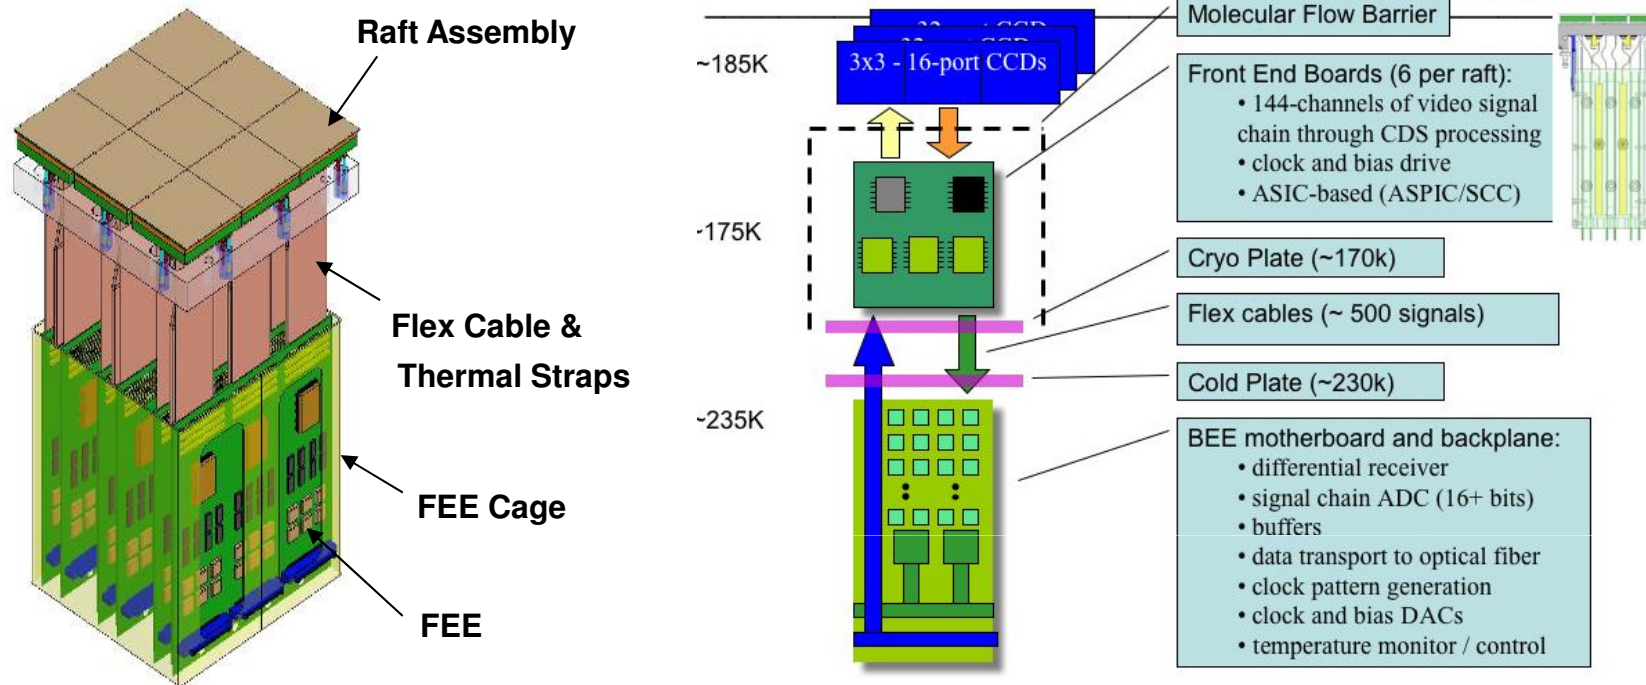 Raft Assembly
Flex Cable &
Thermal Straps
FEE Cage
FEE
~185K
~175K
~235K
3x3 - 16-port CCDs
Molecular Flow Barrier
Front End Boards (6 per raft):
• 144-channels of video signal
chain through CDS processing
• clock and bias drive
• ASIC-based (ASPIC/SCC)
Cryo Plate (~170k)
Flex cables (~ 500 signals)
Cold Plate (~230k)
BEE motherboard and backplane:
• differential receiver
• signal chain ADC (16+ bits)
• buffers
• data transport to optical fiber
• clock pattern generation
• clock and bias DACs
• temperature monitor / control